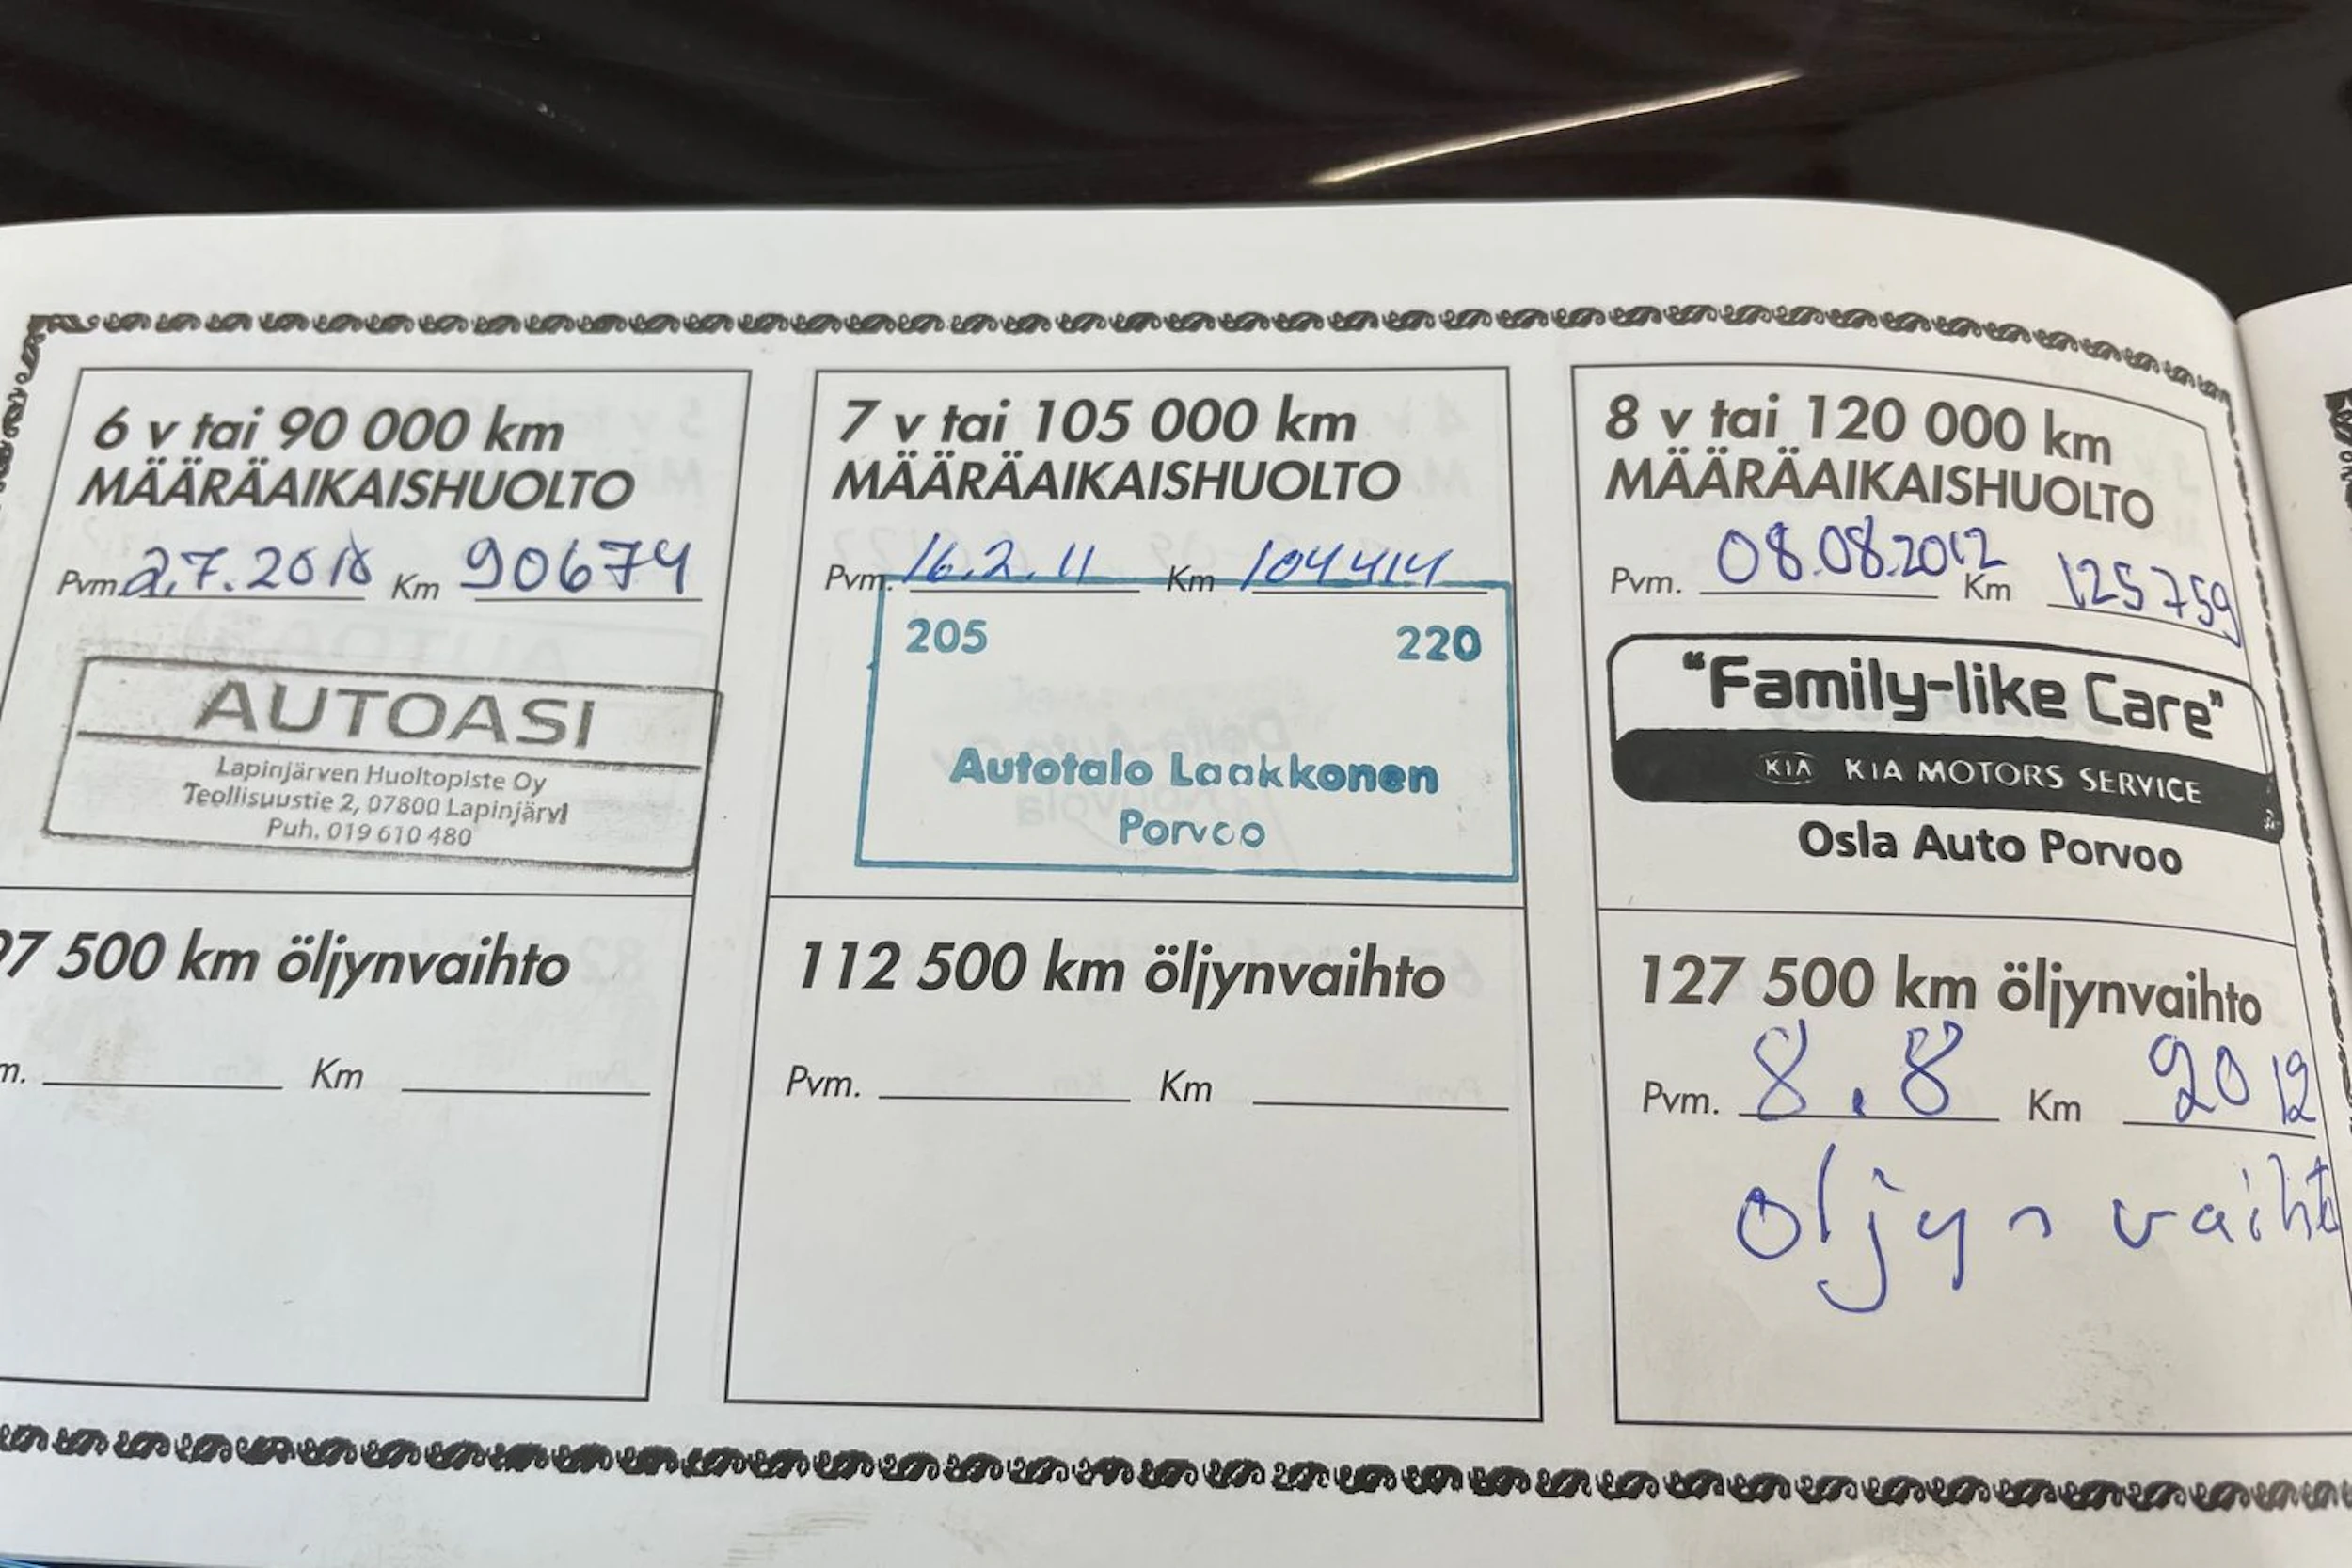 6 v tai 90 000 km
MÄÄRÄAIKAISHUOLTO
Pvm. 2.7.2010 Km 90674
AUTOASI
Lapinjärven Huoltopiste Oy
Teollisuustie 2, 07800 Lapinjärvi
Puh. 019 610 480
97 500 km öljynvaihto
m. Km
7 v tai 105 000 km
MÄÄRÄAIKAISHUOLTO
Pvm. 16.2.11 Km 104414
205 220
Autotalo Laakkonen
Porvoo
112 500 km öljynvaihto
Pvm. Km
8 v tai 120 000 km
MÄÄRÄAIKAISHUOLTO
Pvm. 08.08.2012 Km 125759
"Family-like Care"
KIA KIA MOTORS SERVICE
Osla Auto Porvoo
127 500 km öljynvaihto
Pvm. 8.8 Km 2012
oljyn vaihto